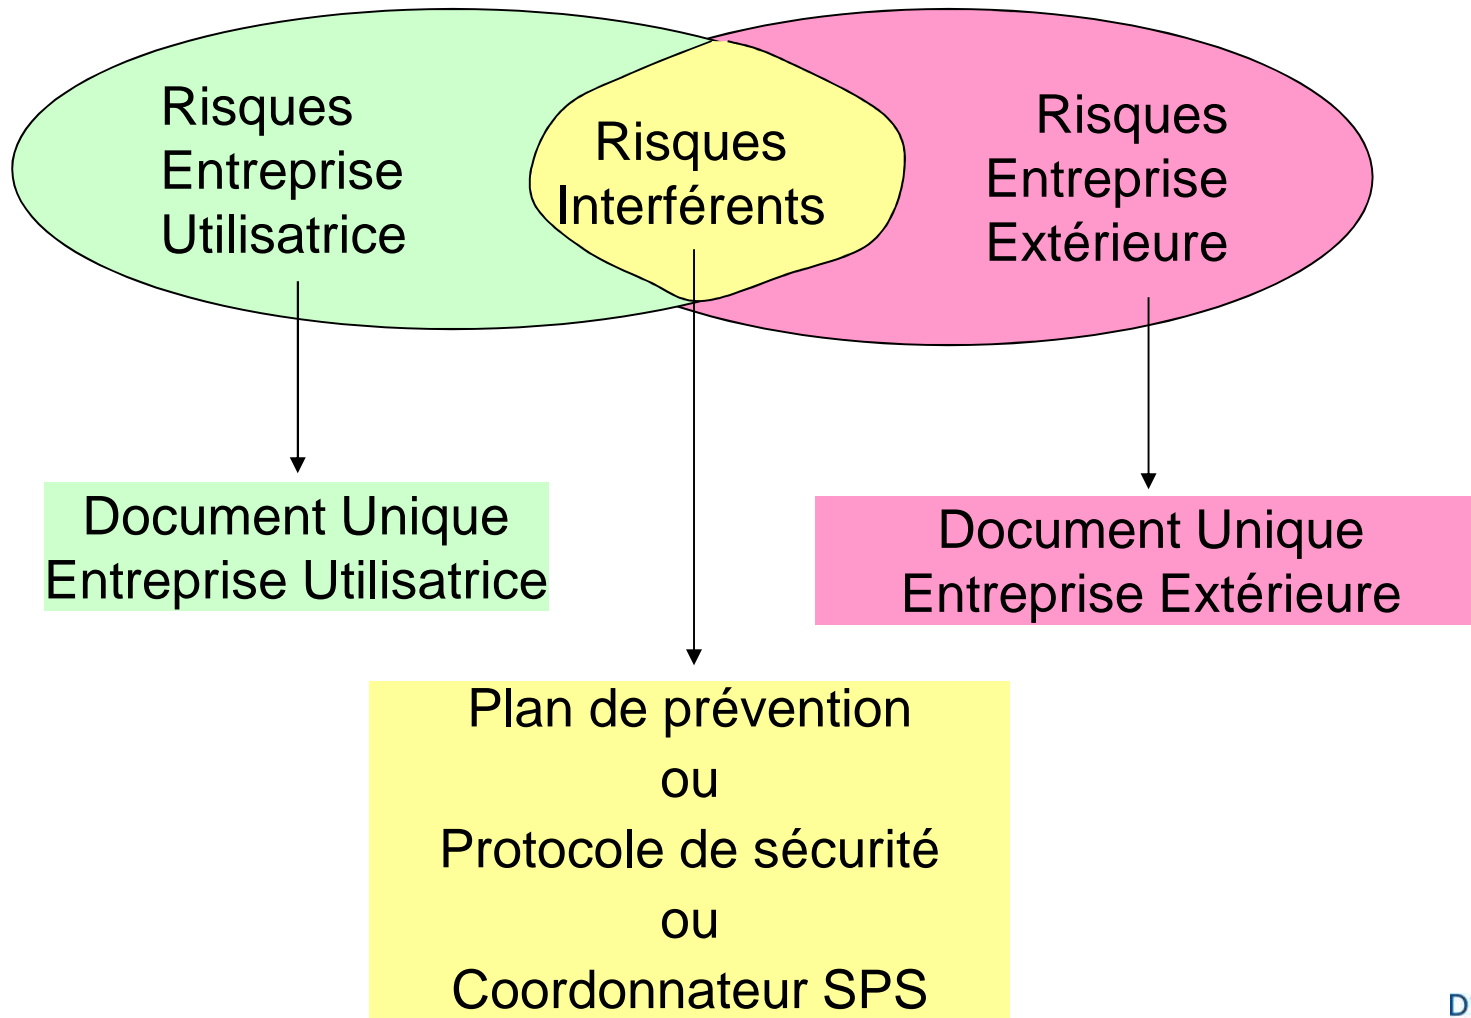 Risques
Entreprise
Utilisatrice
Risques
Interférents
Risques
Entreprise
Extérieure
Document Unique
Entreprise Utilisatrice
Document Unique
Entreprise Extérieure
Plan de prévention
ou
Protocole de sécurité
ou
Coordonnateur SPS
D